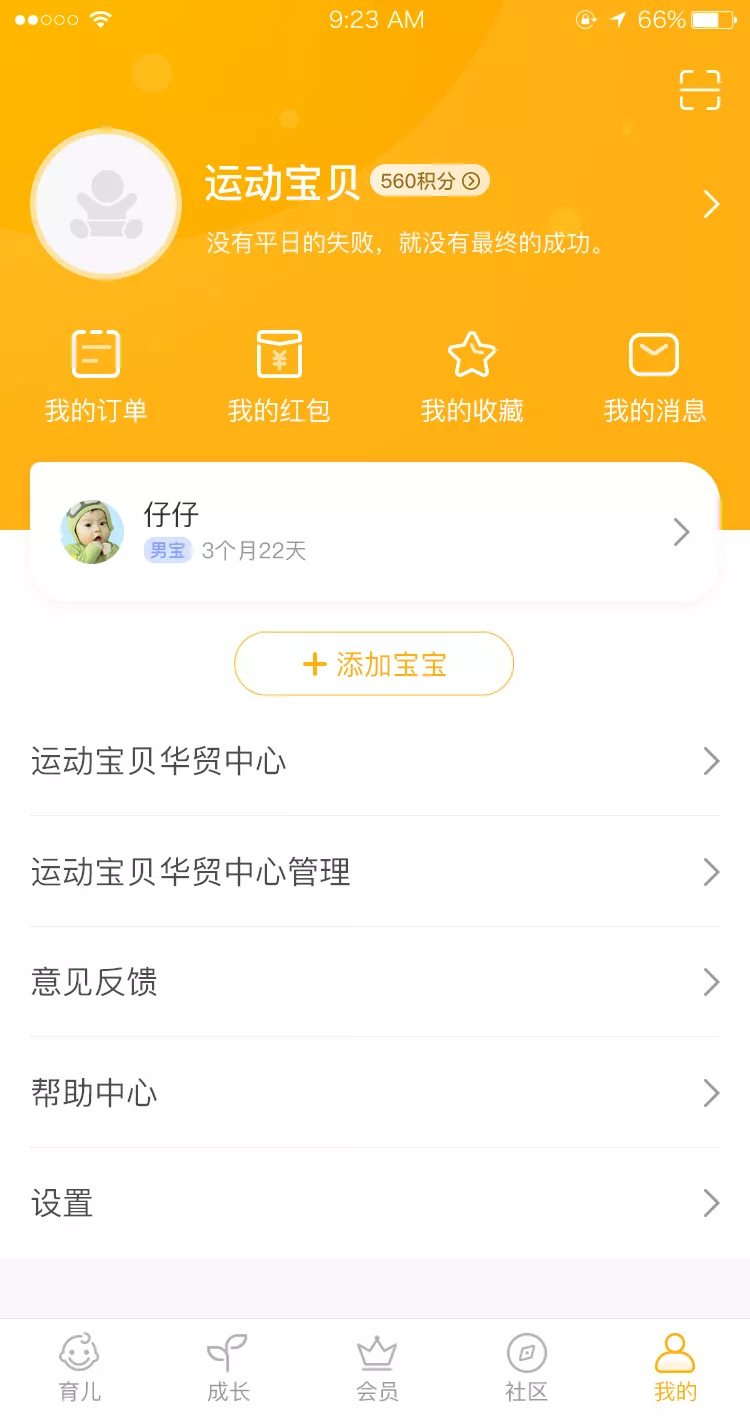 9:23 AM 66%
运动宝贝 560积分
没有平日的失败，就没有最终的成功。
我的订单 我的红包 我的收藏 我的消息
仔仔
男宝 3个月22天
添加宝宝
运动宝贝华贸中心
运动宝贝华贸中心管理
意见反馈
帮助中心
设置
育儿 成长 会员 社区 我的